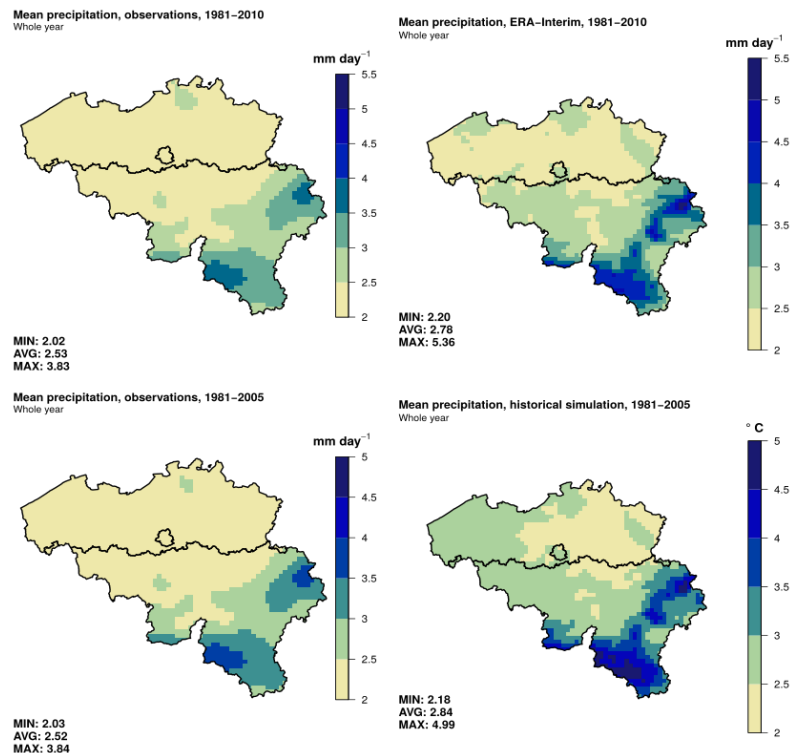 Mean precipitation, observations, 1981−2010
Whole year
mm day⁻¹
5.5
5
4.5
4
3.5
3
2.5
2
MIN: 2.02
AVG: 2.53
MAX: 3.83
Mean precipitation, ERA−Interim, 1981−2010
Whole year
mm day⁻¹
5.5
5
4.5
4
3.5
3
2.5
2
MIN: 2.20
AVG: 2.78
MAX: 5.36
Mean precipitation, observations, 1981−2005
Whole year
mm day⁻¹
5
4.5
4
3.5
3
2.5
2
MIN: 2.03
AVG: 2.52
MAX: 3.84
Mean precipitation, historical simulation, 1981−2005
Whole year
° C
5
4.5
4
3.5
3
2.5
2
MIN: 2.18
AVG: 2.84
MAX: 4.99